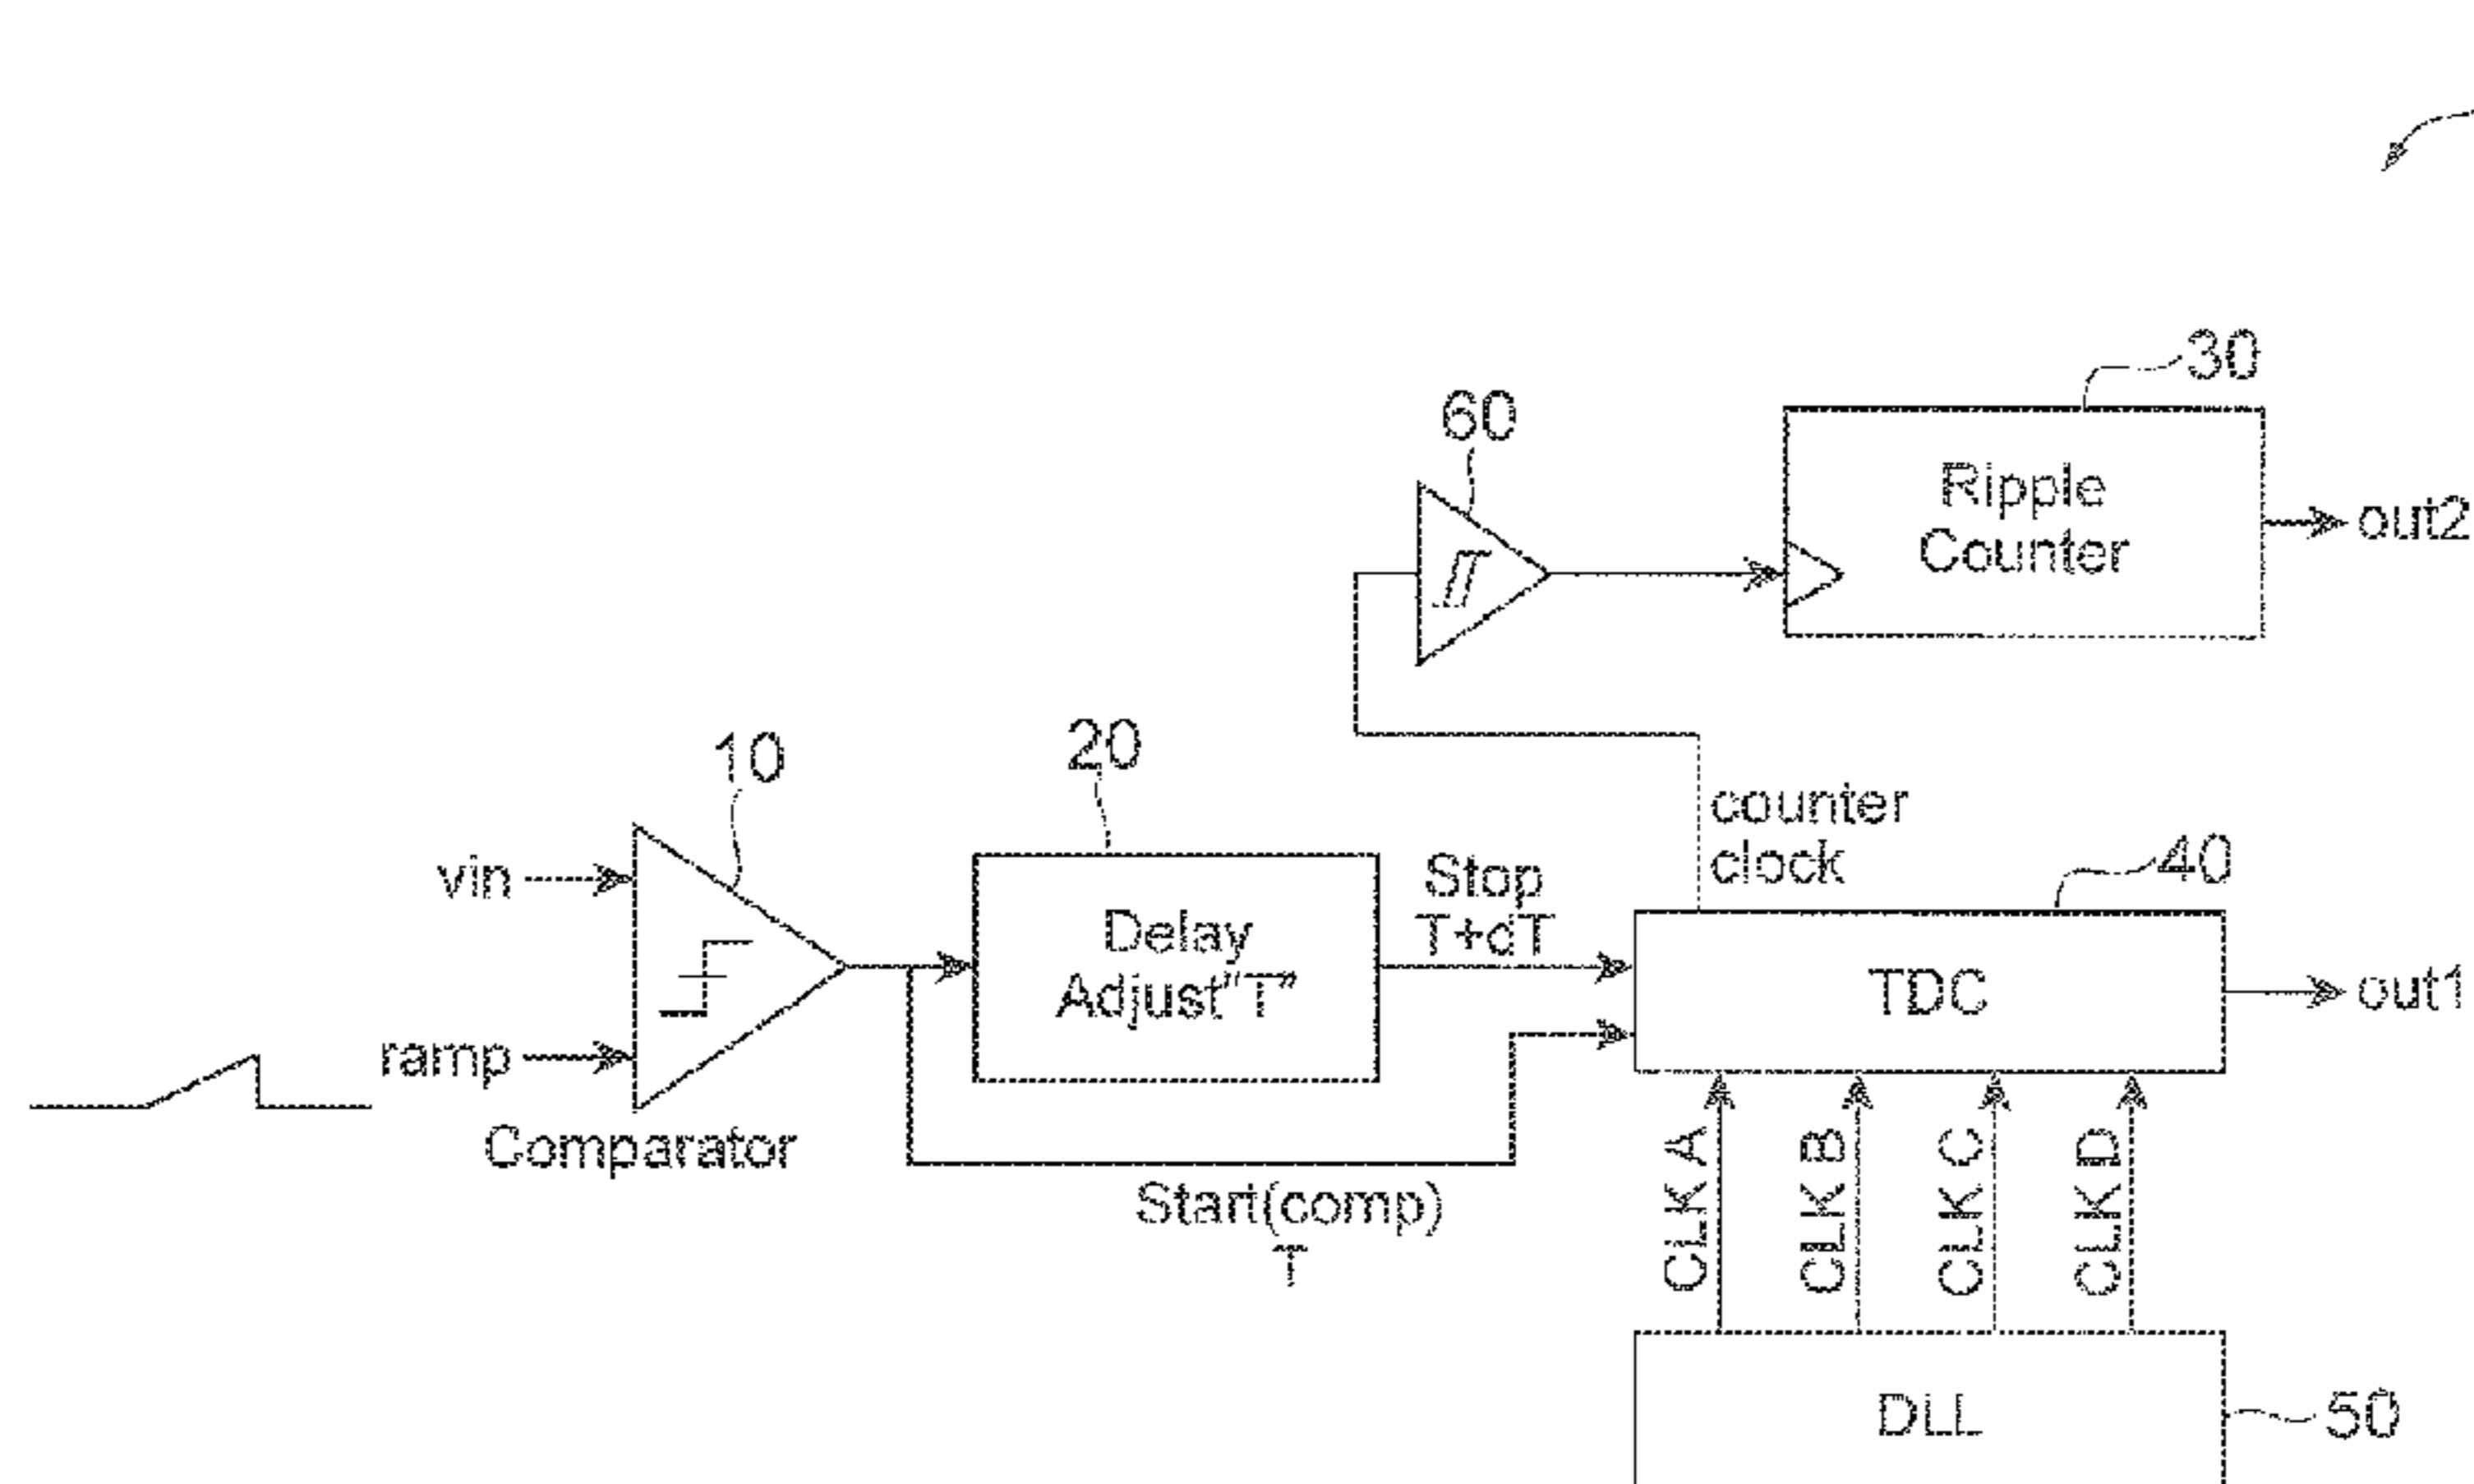 30
60
Ripple
Counter
out2
10
20
counter
clock
40
vin
Delay
Adjust"T"
Stop
T+dT
TDC
out1
ramp
Comparator
Start(comp)
T
CLK A
CLK B
CLK C
CLK D
DLL
50